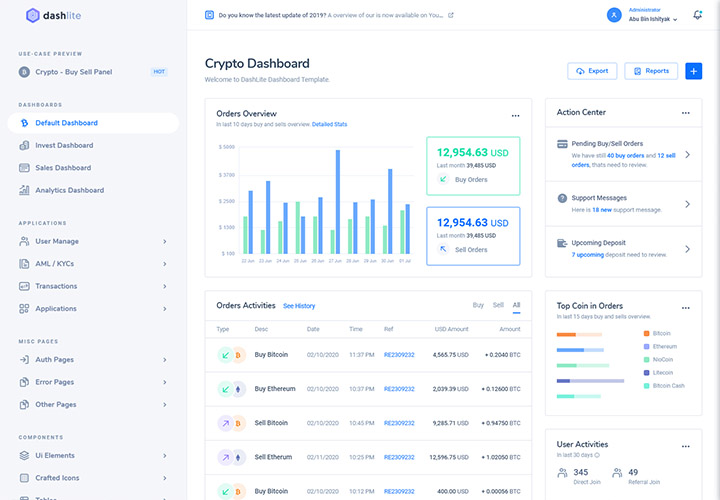 dashlite
USE-CASE PREVIEW
Crypto - Buy Sell Panel HOT
DASHBOARDS
Default Dashboard
Invest Dashboard
Sales Dashboard
Analytics Dashboard
APPLICATIONS
User Manage
AML / KYCs
Transactions
Applications
MISC PAGES
Auth Pages
Error Pages
Other Pages
COMPONENTS
Ui Elements
Crafted Icons
Tables
Do you know the latest update of 2019? A overview of our is now available on You...
Administrator
Abu Bin Ishityak
Crypto Dashboard
Welcome to DashLite Dashboard Template.
Export
Reports
Orders Overview
In last 10 days buy and sells overview. Detailed Stats
$ 5000
$ 3700
$ 2500
$ 1300
$ 100
22 Jun 23 Jun 24 Jun 25 Jun 26 Jun 27 Jun 28 Jun 29 Jun 30 Jun 01 Jul
12,954.63 USD
Last month 39,485 USD
Buy Orders
12,954.63 USD
Last month 39,485 USD
Sell Orders
Action Center
Pending Buy/Sell Orders
We have still 40 buy orders and 12 sell
orders, thats need to review.
Support Messages
Here is 18 new support message.
Upcoming Deposit
7 upcoming deposit need to review.
Orders Activities See History
Buy Sell All
Type Desc Date Time Ref USD Amount Amount
Buy Bitcoin 02/10/2020 11:37 PM RE2309232 4,565.75 USD + 0.2040 BTC
Buy Ethereum 02/10/2020 10:37 PM RE2309232 2,039.39 USD + 0.12600 BTC
Sell Bitcoin 02/10/2020 10:45 PM RE2309232 9,285.71 USD + 0.94750 BTC
Sell Etherum 02/11/2020 10:25 PM RE2309232 12,596.75 USD + 1.02050 BTC
Buy Bitcoin 02/10/2020 10:12 PM RE2309232 400.00 USD + 0.00056 BTC
Top Coin in Orders
In last 15 days buy and sells overview.
Bitcoin
Ethereum
NioCoin
Litecoin
Bitcoin Cash
User Activities
In last 30 days
345
Direct Join
49
Referral Join